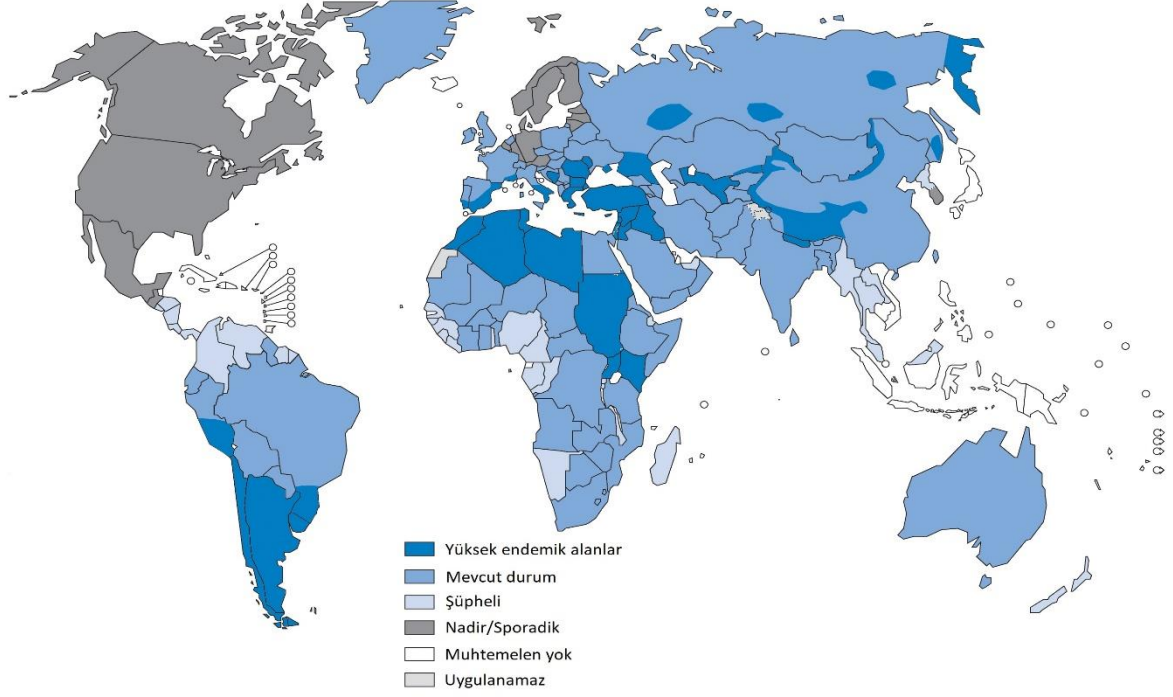 Yüksek endemik alanlar
Mevcut durum
Şüpheli
Nadir/Sporadik
Muhtemelen yok
Uygulanamaz